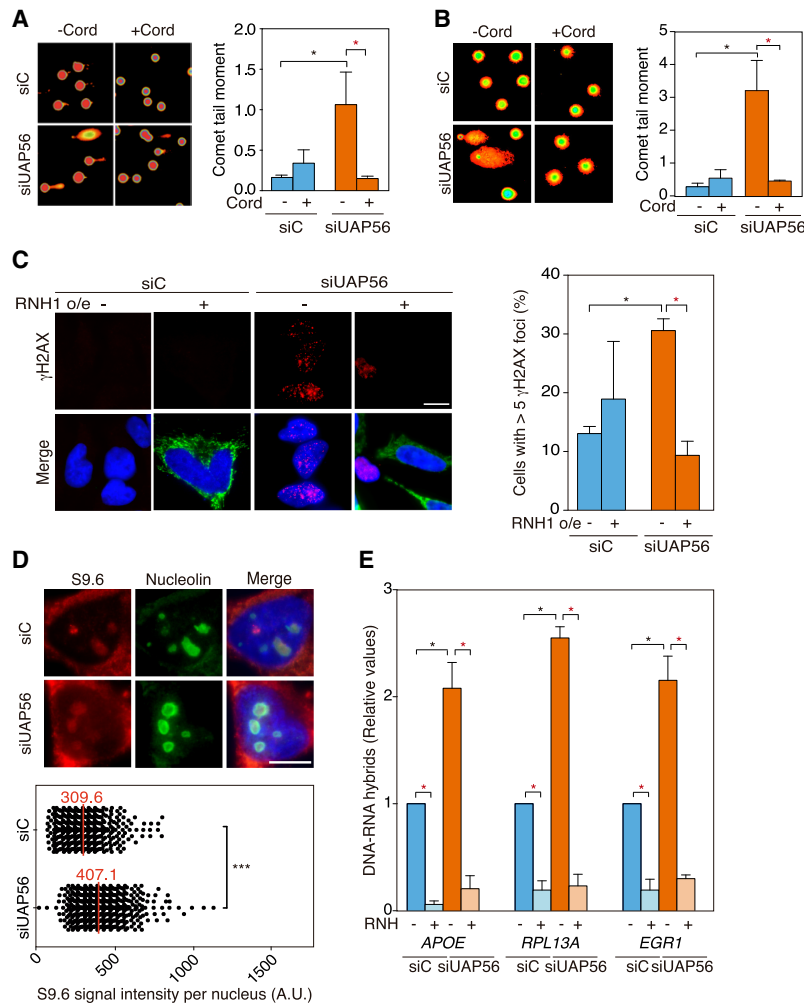 A
-Cord +Cord
siC
siUAP56
Comet tail moment
2.0
1.5
1.0
0.5
0.0
*
*
Cord - + - +
siC siUAP56
B
-Cord +Cord
siC
siUAP56
Comet tail moment
5
4
3
2
1
0
*
*
Cord - + - +
siC siUAP56
C
siC siUAP56
RNH1 o/e - + - +
γH2AX
Merge
Cells with > 5 γH2AX foci (%)
40
30
20
10
0
*
*
RNH1 o/e - + - +
siC siUAP56
D
S9.6 Nucleolin Merge
siC
siUAP56
309.6
siC
407.1
siUAP56
***
0 500 1000 1500
S9.6 signal intensity per nucleus (A.U.)
E
DNA-RNA hybrids (Relative values)
3
2
1
0
* * * * * *
* * *
RNH - + - + - + - + - + - +
APOE RPL13A EGR1
siC siUAP56 siC siUAP56 siC siUAP56